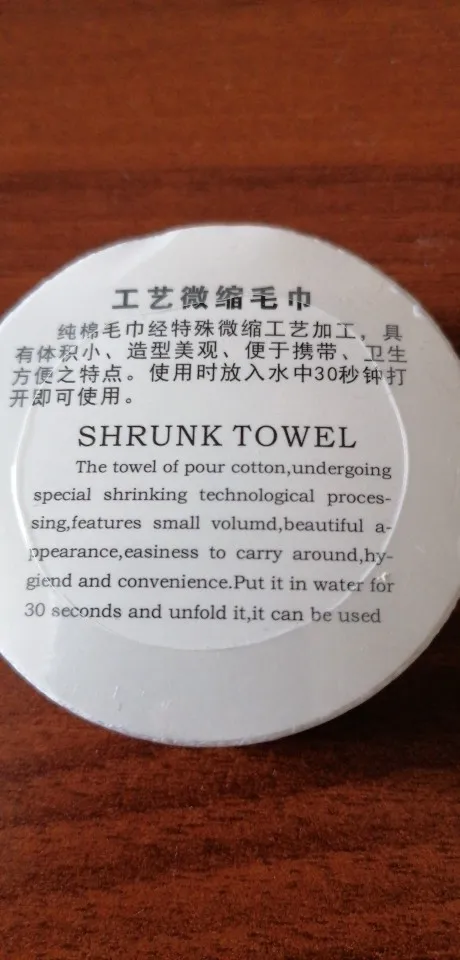 工艺微缩毛巾
纯棉毛巾经特殊微缩工艺加工，具
有体积小、造型美观、便于携带、卫生
方便之特点。使用时放入水中30秒钟打
开即可使用。
SHRUNK TOWEL
The towel of pour cotton,undergoing
special shrinking technological proces-
sing,features small volumd,beautiful a-
ppearance,easiness to carry around,hy-
giend and convenience.Put it in water for
30 seconds and unfold it,it can be used